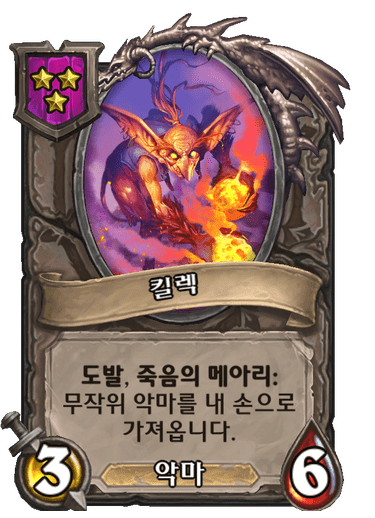 킬렉
도발, 죽음의 메아리:
무작위 악마를 내 손으로
가져옵니다.
3
악마
6